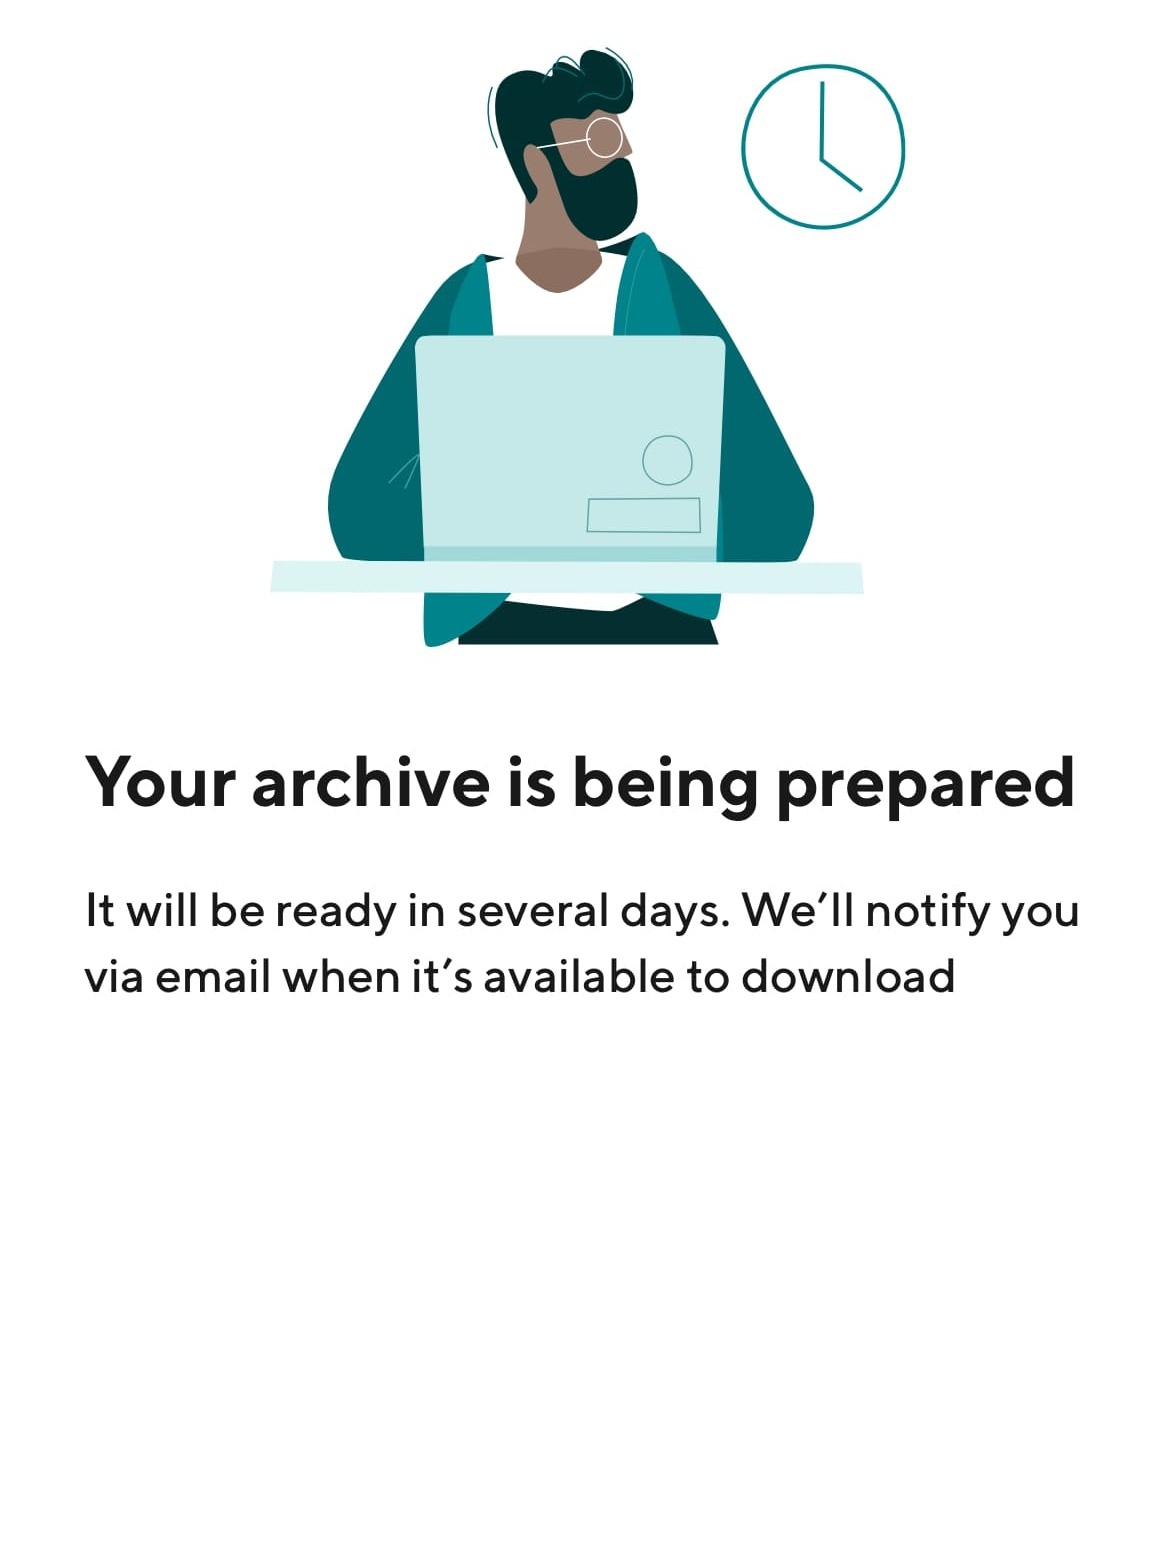 Your archive is being prepared
It will be ready in several days. We’ll notify you
via email when it’s available to download